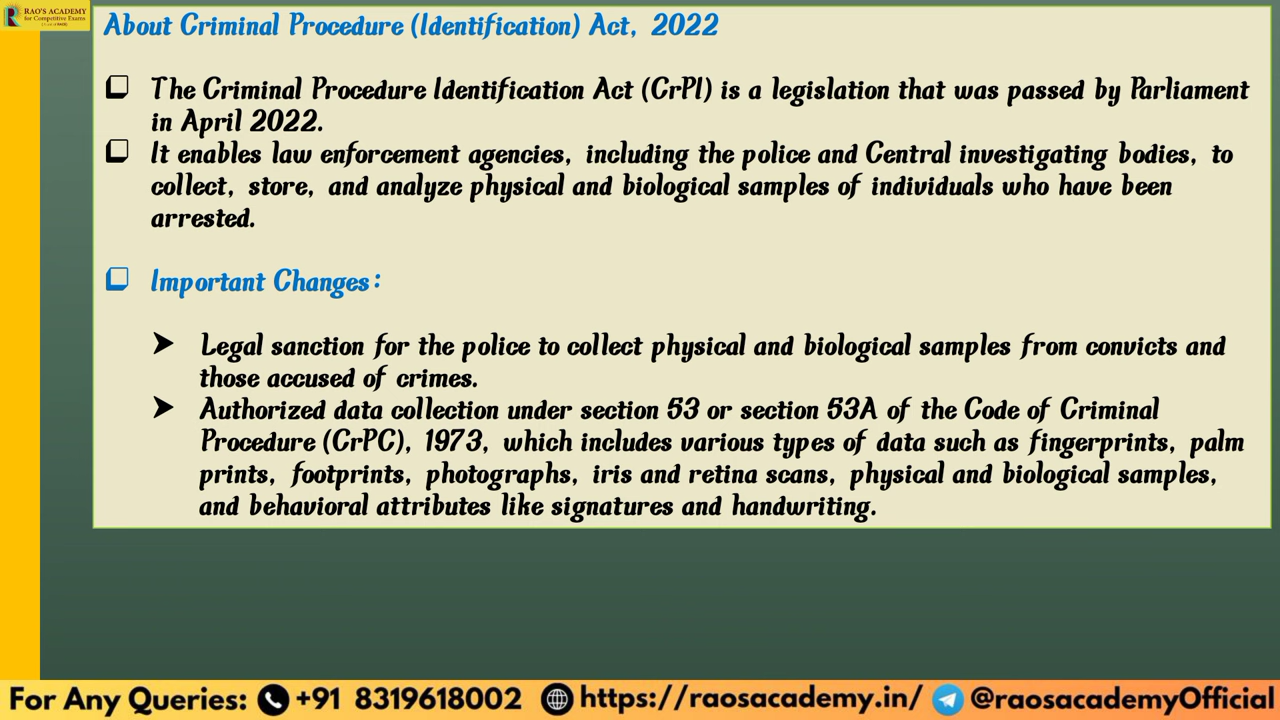 RAO'S ACADEMY
for Competitive Exams
About Criminal Procedure (Identification) Act, 2022
The Criminal Procedure Identification Act (CrPI) is a legislation that was passed by Parliament
in April 2022.
It enables law enforcement agencies, including the police and Central investigating bodies, to
collect, store, and analyze physical and biological samples of individuals who have been
arrested.
Important Changes:
Legal sanction for the police to collect physical and biological samples from convicts and
those accused of crimes.
Authorized data collection under section 53 or section 53A of the Code of Criminal
Procedure (CrPC), 1973, which includes various types of data such as fingerprints, palm
prints, footprints, photographs, iris and retina scans, physical and biological samples,
and behavioral attributes like signatures and handwriting.
For Any Queries: +91 8319618002 https://raosacademy.in/ @raosacademyOfficial